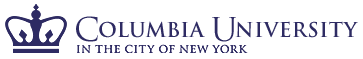 COLUMBIA UNIVERSITY
IN THE CITY OF NEW YORK